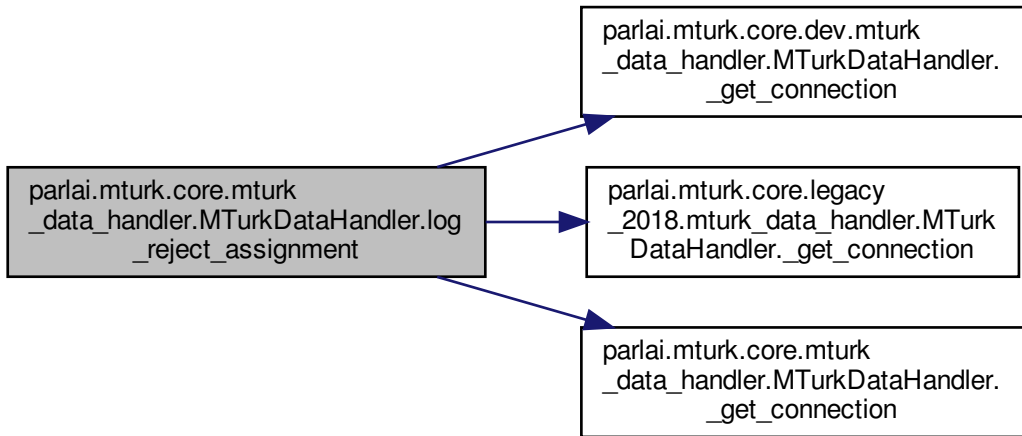 parlai.mturk.core.dev.mturk
_data_handler.MTurkDataHandler.
_get_connection
parlai.mturk.core.mturk
_data_handler.MTurkDataHandler.log
_reject_assignment
parlai.mturk.core.legacy
_2018.mturk_data_handler.MTurk
DataHandler._get_connection
parlai.mturk.core.mturk
_data_handler.MTurkDataHandler.
_get_connection